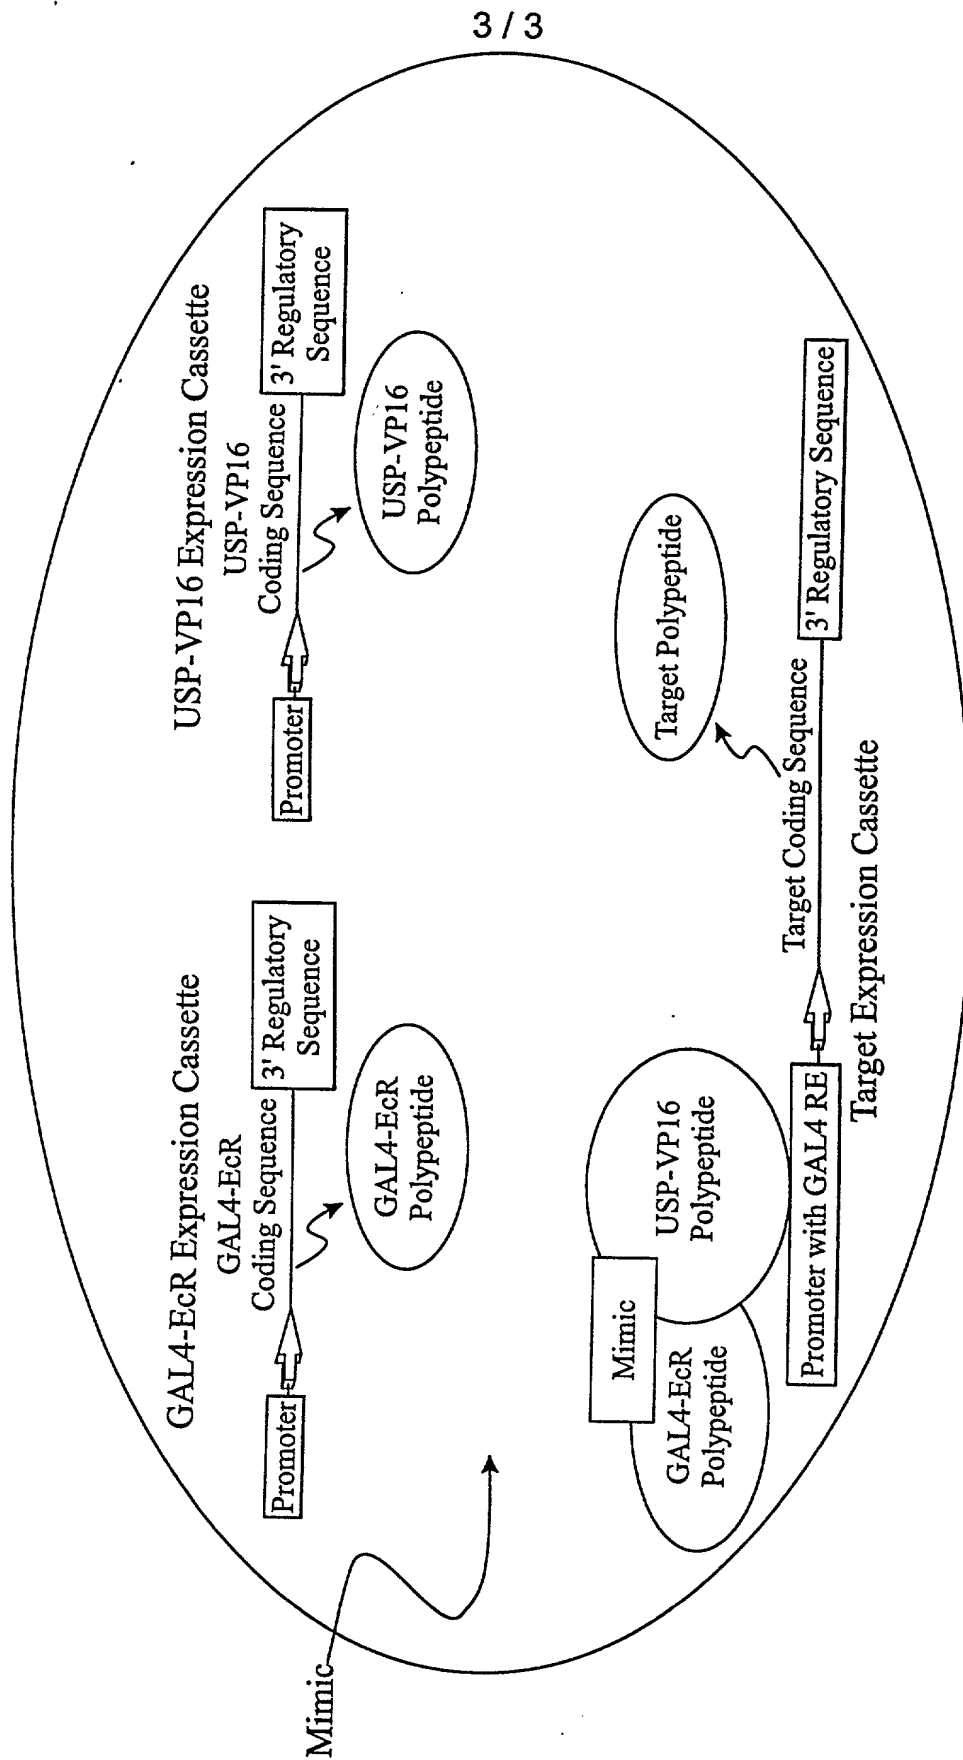 3 / 3
GAL4-EcR Expression Cassette
GAL4-EcR
Coding Sequence
Promoter
3' Regulatory
Sequence
GAL4-EcR
Polypeptide
USP-VP16 Expression Cassette
USP-VP16
Coding Sequence
Promoter
3' Regulatory
Sequence
USP-VP16
Polypeptide
Mimic
Mimic
GAL4-EcR
Polypeptide
USP-VP16
Polypeptide
Promoter with GAL4 RE
Target Polypeptide
Target Coding Sequence
3' Regulatory Sequence
Target Expression Cassette